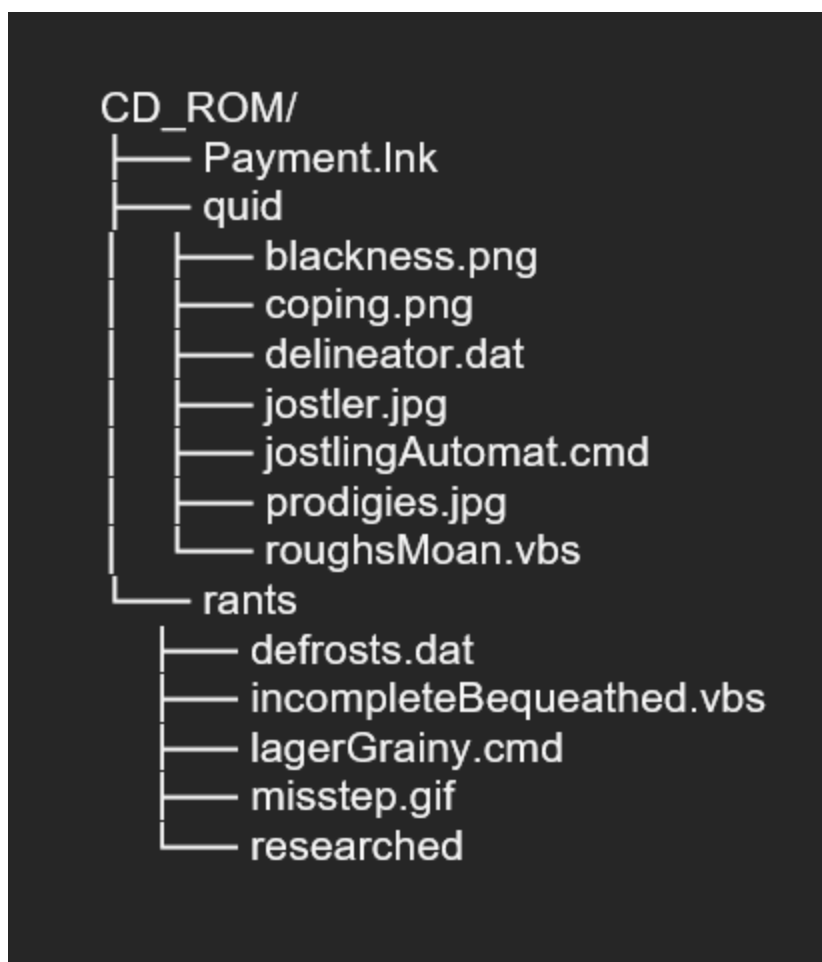 CD_ROM/
Payment.lnk
quid
blackness.png
coping.png
delineator.dat
jostler.jpg
jostlingAutomat.cmd
prodigies.jpg
roughsMoan.vbs
rants
defrosts.dat
incompleteBequeathed.vbs
lagerGrainy.cmd
misstep.gif
researched